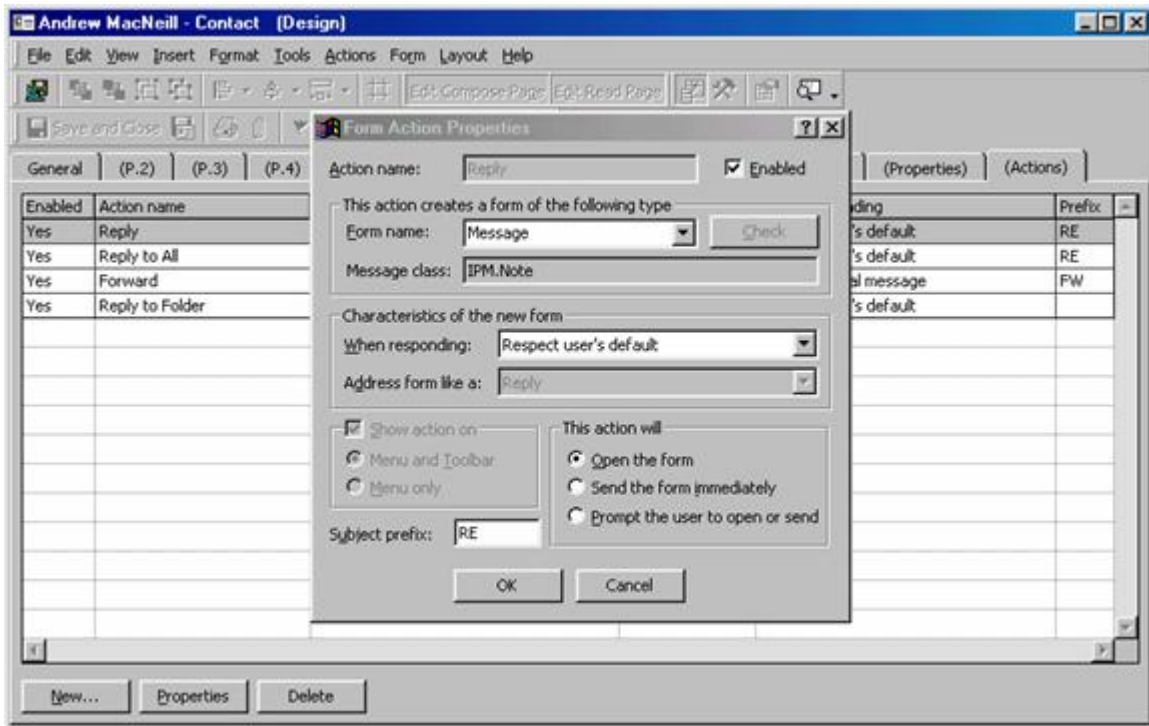 Andrew MacNeill - Contact (Design)
File Edit View Insert Format Tools Actions Form Layout Help
Edit Compose Page Edit Read Page
Save and Close
Form Action Properties
General (P.2) (P.3) (P.4) (Properties) (Actions)
Action name: Reply Enabled
Enabled Action name ding Prefix
This action creates a form of the following type
Yes Reply 's default RE
Form name: Message Check
Yes Reply to All 's default RE
Message class: IPM.Note
Yes Forward al message FW
Yes Reply to Folder 's default
Characteristics of the new form
When responding: Respect user's default
Address form like a: Reply
Show action on
Menu and Toolbar
Menu only
This action will
Open the form
Send the form immediately
Prompt the user to open or send
Subject prefix: RE
OK Cancel
New... Properties Delete